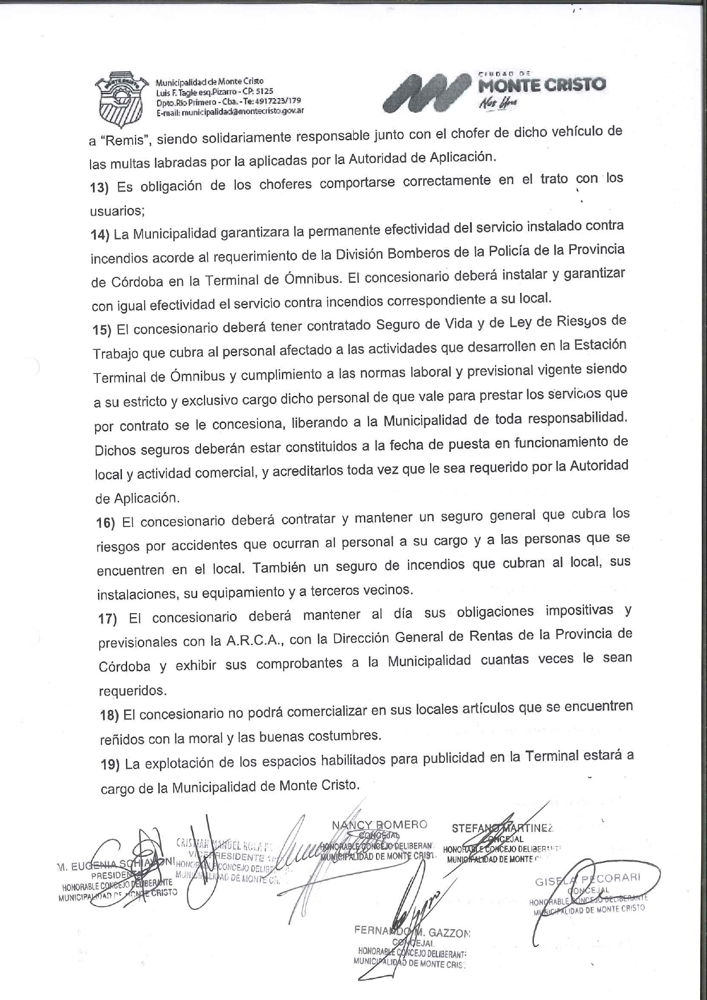 Municipalidad de Monte Cristo
Luis F. Tagle esq.Pizarro - CP: 5125
Dpto.Río Primero - Cba. - Te: 4917223/179
E-mail: municipalidad@montecristo.gov.ar
CIUDAD DE
MONTE CRISTO
Nos Une
a “Remis”, siendo solidariamente responsable junto con el chofer de dicho vehículo de
las multas labradas por la aplicadas por la Autoridad de Aplicación.
13) Es obligación de los choferes comportarse correctamente en el trato con los
usuarios;
14) La Municipalidad garantizara la permanente efectividad del servicio instalado contra
incendios acorde al requerimiento de la División Bomberos de la Policía de la Provincia
de Córdoba en la Terminal de Ómnibus. El concesionario deberá instalar y garantizar
con igual efectividad el servicio contra incendios correspondiente a su local.
15) El concesionario deberá tener contratado Seguro de Vida y de Ley de Riesgos de
Trabajo que cubra al personal afectado a las actividades que desarrollen en la Estación
Terminal de Ómnibus y cumplimiento a las normas laboral y previsional vigente siendo
a su estricto y exclusivo cargo dicho personal de que vale para prestar los servicios que
por contrato se le concesiona, liberando a la Municipalidad de toda responsabilidad.
Dichos seguros deberán estar constituidos a la fecha de puesta en funcionamiento de
local y actividad comercial, y acreditarlos toda vez que le sea requerido por la Autoridad
de Aplicación.
16) El concesionario deberá contratar y mantener un seguro general que cubra los
riesgos por accidentes que ocurran al personal a su cargo y a las personas que se
encuentren en el local. También un seguro de incendios que cubran al local, sus
instalaciones, su equipamiento y a terceros vecinos.
17) El concesionario deberá mantener al día sus obligaciones impositivas y
previsionales con la A.R.C.A., con la Dirección General de Rentas de la Provincia de
Córdoba y exhibir sus comprobantes a la Municipalidad cuantas veces le sean
requeridos.
18) El concesionario no podrá comercializar en sus locales artículos que se encuentren
reñidos con la moral y las buenas costumbres.
19) La explotación de los espacios habilitados para publicidad en la Terminal estará a
cargo de la Municipalidad de Monte Cristo.
M. EUGENIA SCHIAVONI
PRESIDENTE
HONORABLE CONCEJO DELIBERANTE
MUNICIPALIDAD DE MONTE CRISTO
CRISTIAN MANUEL
VICEPRESIDENTE
HONORABLE CONCEJO
MUNICIPALIDAD DE MONTE
NANCY ROMERO
CONCEJAL
HONORABLE CONCEJO DELIBERAN
MUNICIPALIDAD DE MONTE CRIST
STEFANO MARTINEZ
CONCEJAL
HONORABLE CONCEJO DELIBER
MUNICIPALIDAD DE MONTE C
GISELA PECORARI
CONCEJAL
HONORABLE CONCEJO DELIBERANTE
MUNICIPALIDAD DE MONTE CRISTO
FERNANDO M. GAZZON
CONCEJAL
HONORABLE CONCEJO DELIBERANT
MUNICIPALIDAD DE MONTE CRIS